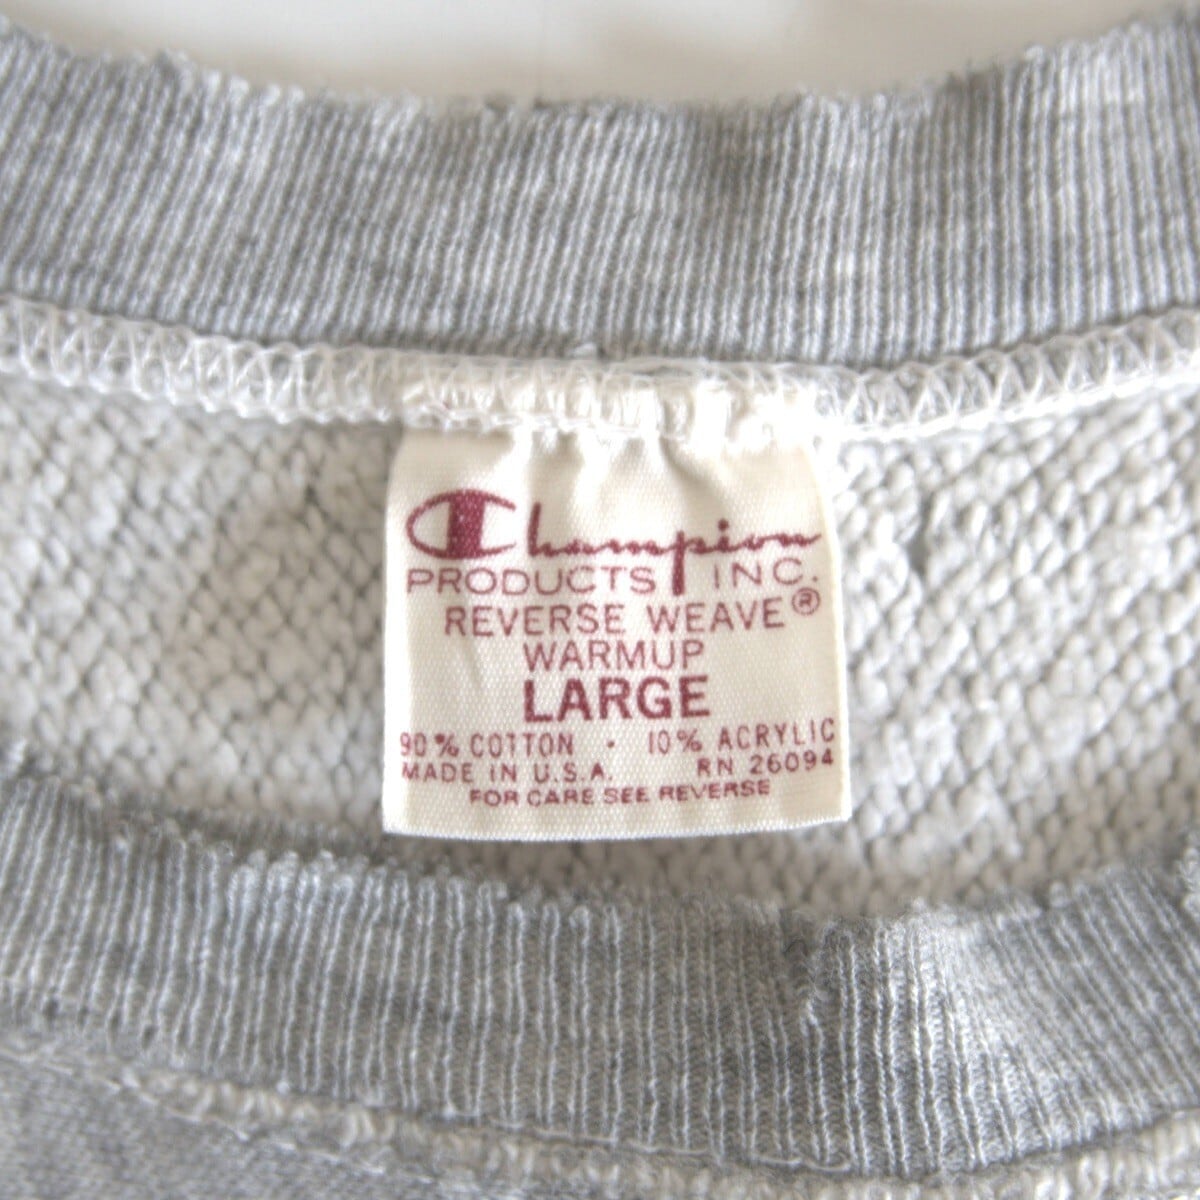 Champion
PRODUCTS INC.
REVERSE WEAVE®
WARMUP
LARGE
90% COTTON · 10% ACRYLIC
MADE IN U.S.A. RN 26094
FOR CARE SEE REVERSE